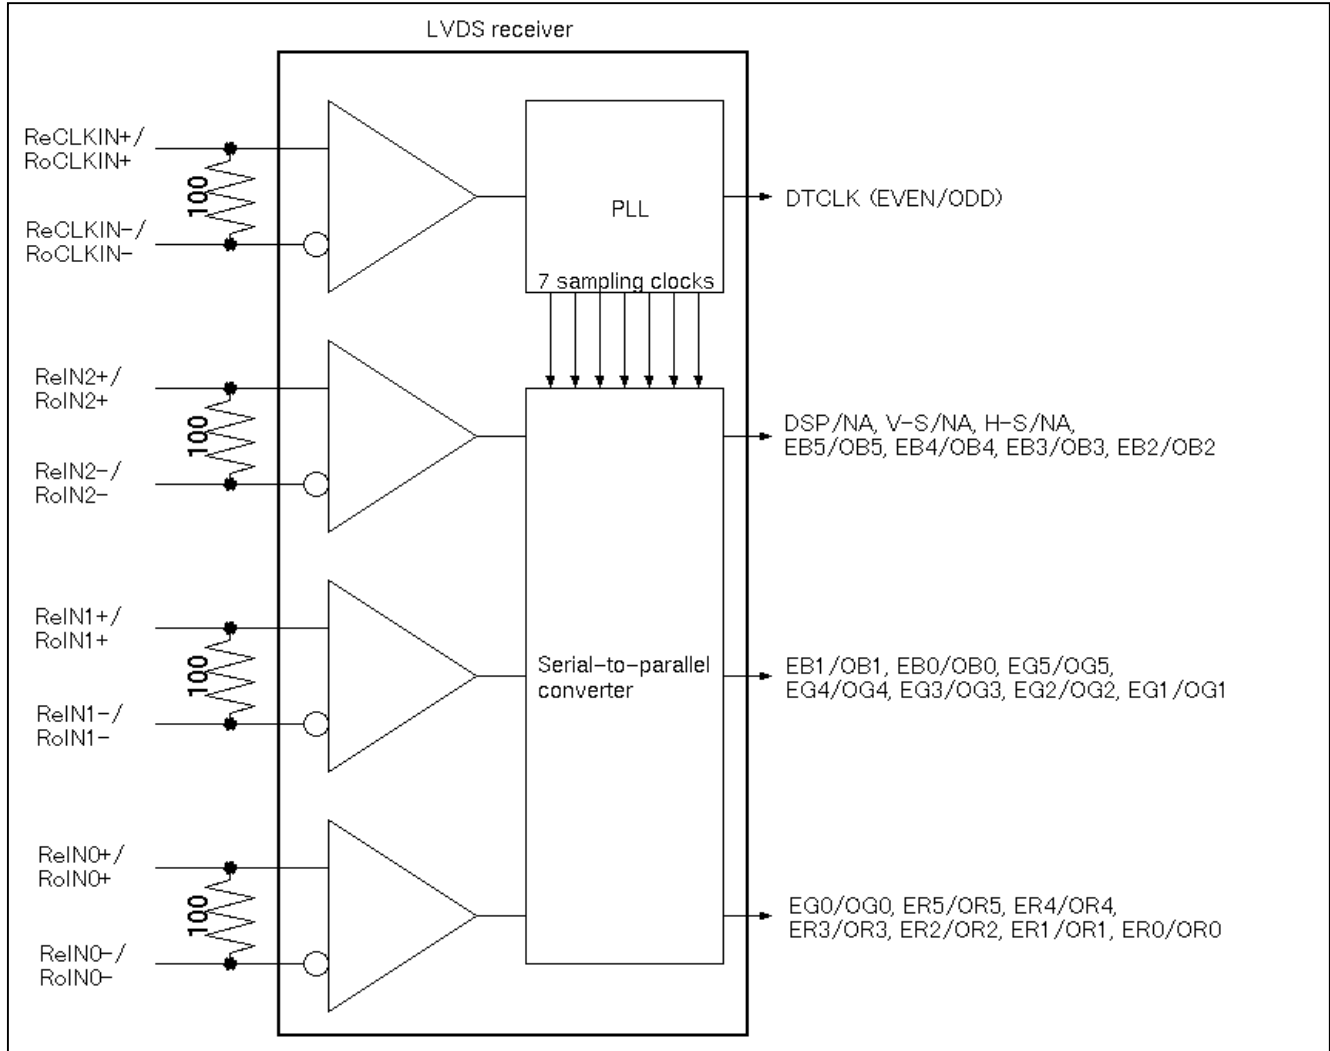 LVDS receiver
ReCLKIN+/
RoCLKIN+
100
ReCLKIN-/
RoCLKIN-
PLL
7 sampling clocks
DTCLK (EVEN/ODD)
ReIN2+/
RoIN2+
100
ReIN2-/
RoIN2-
DSP/NA, V-S/NA, H-S/NA,
EB5/OB5, EB4/OB4, EB3/OB3, EB2/OB2
ReIN1+/
RoIN1+
100
ReIN1-/
RoIN1-
Serial-to-parallel
converter
EB1/OB1, EB0/OB0, EG5/OG5,
EG4/OG4, EG3/OG3, EG2/OG2, EG1/OG1
ReIN0+/
RoIN0+
100
ReIN0-/
RoIN0-
EG0/OG0, ER5/OR5, ER4/OR4,
ER3/OR3, ER2/OR2, ER1/OR1, ER0/OR0